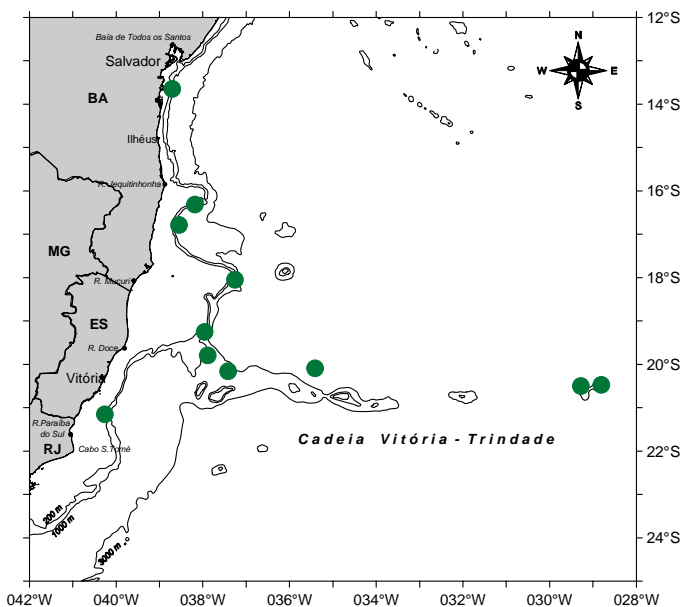 12°S
Baía de Todos os Santos
N
Salvador
W E
S
BA
14°S
Ilhéus
R. Jequitinhonha
16°S
MG
R. Mucuri
18°S
ES
R. Doce
20°S
Vitória
R.Paraíba
do Sul
Cadeia Vitória - Trindade
RJ
Cabo S.Tomé
22°S
200 m
1000 m
3000 m
24°S
042°W 040°W 038°W 036°W 034°W 032°W 030°W 28°W